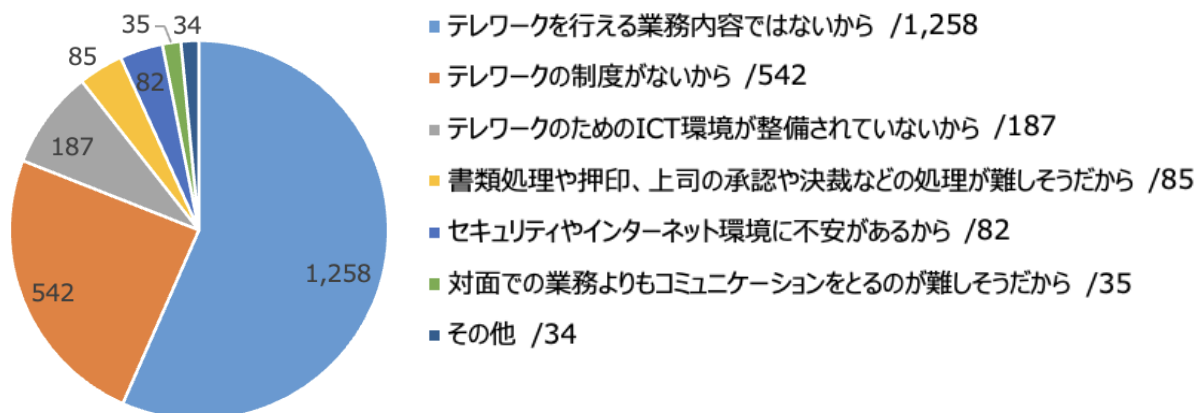 35
34
85
82
187
542
1,258
テレワークを行える業務内容ではないから /1,258
テレワークの制度がないから /542
テレワークのためのICT環境が整備されていないから /187
書類処理や押印、上司の承認や決裁などの処理が難しそうだから /85
セキュリティやインターネット環境に不安があるから /82
対面での業務よりもコミュニケーションをとるのが難しそうだから /35
その他 /34